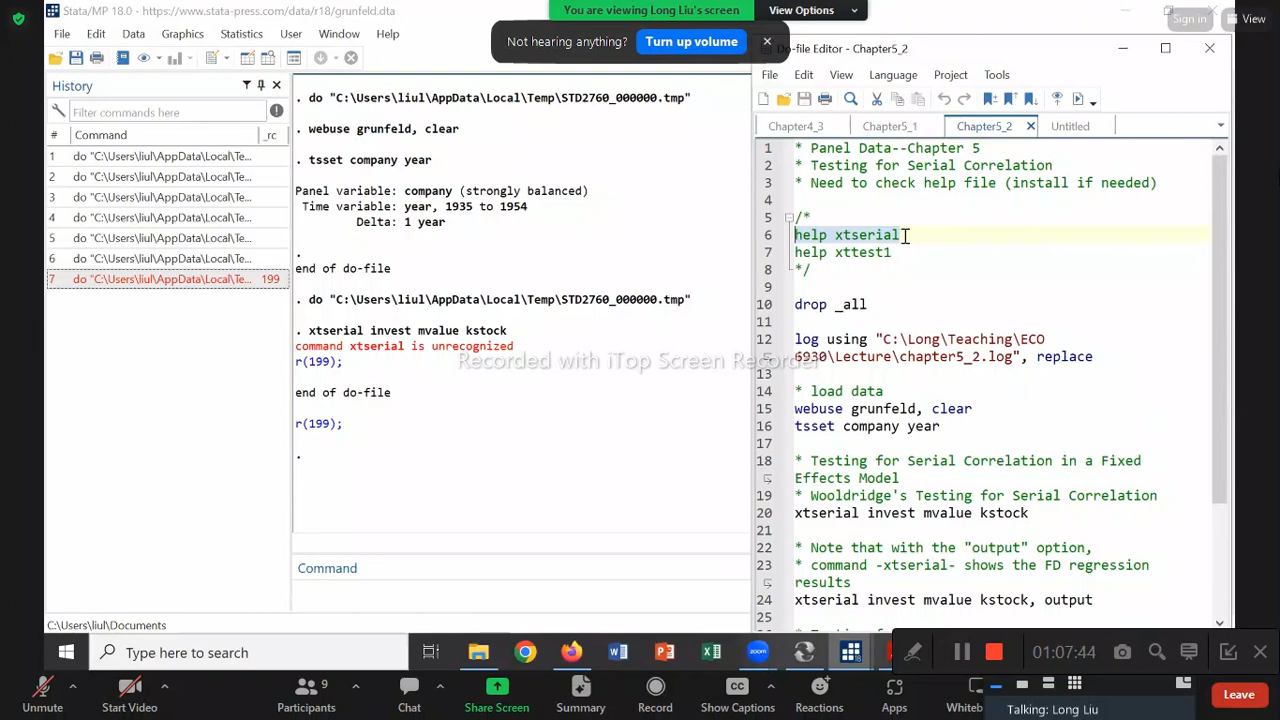 Stata/MP 18.0 - https://www.stata-press.com/data/r18/grunfeld.dta
You are viewing Long Liu's screen
View Options
Sign in
View
File Edit Data Graphics Statistics User Window Help
Not hearing anything? Turn up volume
Do-file Editor - Chapter5_2
File Edit View Language Project Tools
History
Filter commands here
# Command _rc
1 do "C:\Users\liul\AppData\Local\Te...
2 do "C:\Users\liul\AppData\Local\Te...
3 do "C:\Users\liul\AppData\Local\Te...
4 do "C:\Users\liul\AppData\Local\Te...
5 do "C:\Users\liul\AppData\Local\Te...
6 do "C:\Users\liul\AppData\Local\Te...
7 do "C:\Users\liul\AppData\Local\Te... 199
. do "C:\Users\liul\AppData\Local\Temp\STD2760_000000.tmp"
. webuse grunfeld, clear
. tsset company year
Panel variable: company (strongly balanced)
Time variable: year, 1935 to 1954
Delta: 1 year
.
end of do-file
. do "C:\Users\liul\AppData\Local\Temp\STD2760_000000.tmp"
. xtserial invest mvalue kstock
command xtserial is unrecognized
r(199);
end of do-file
r(199);
.
Recorded with iTop Screen Recorder
Command
C:\Users\liul\Documents
Chapter4_3 Chapter5_1 Chapter5_2 Untitled
1 * Panel Data--Chapter 5
2 * Testing for Serial Correlation
3 * Need to check help file (install if needed)
4
5 /*
6 help xtserial
7 help xttest1
8 */
9
10 drop _all
11
12 log using "C:\Long\Teaching\ECO
6930\Lecture\chapter5_2.log", replace
13
14 * load data
15 webuse grunfeld, clear
16 tsset company year
17
18 * Testing for Serial Correlation in a Fixed
Effects Model
19 * Wooldridge's Testing for Serial Correlation
20 xtserial invest mvalue kstock
21
22 * Note that with the "output" option,
23 * command -xtserial- shows the FD regression
results
24 xtserial invest mvalue kstock, output
Type here to search
01:07:44
Unmute Start Video Participants 9 Chat Share Screen Summary Record Show Captions Reactions Apps Whiteb
Talking: Long Liu
Leave